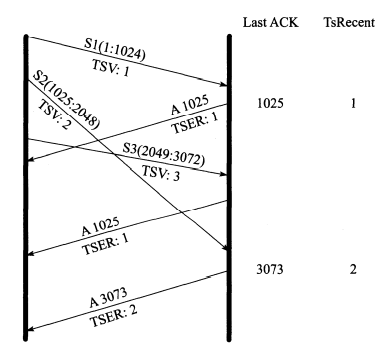 Last ACK TsRecent
S1(1:1024)
TSV: 1
S2(1025:2048)
TSV: 2
A 1025
TSER: 1
1025 1
S3(2049:3072)
TSV: 3
A 1025
TSER: 1
3073 2
A 3073
TSER: 2